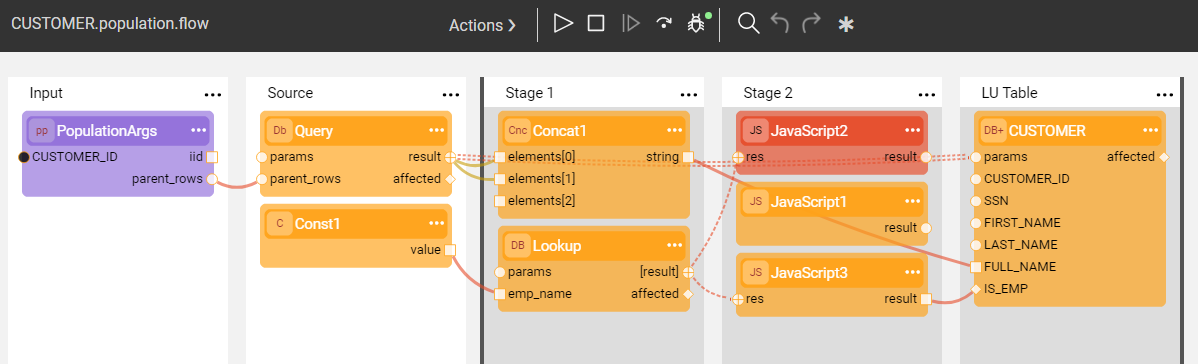 CUSTOMER.population.flow
Actions
Input
PopulationArgs
pp
CUSTOMER_ID
iid
parent_rows
Source
Db
Query
params
result
parent_rows
affected
C
Const1
value
Stage 1
Cnc
Concat1
elements[0]
string
elements[1]
elements[2]
DB
Lookup
params
[result]
emp_name
affected
Stage 2
JS
JavaScript2
res
result
JS
JavaScript1
result
JS
JavaScript3
res
result
LU Table
DB+
CUSTOMER
params
affected
CUSTOMER_ID
SSN
FIRST_NAME
LAST_NAME
FULL_NAME
IS_EMP